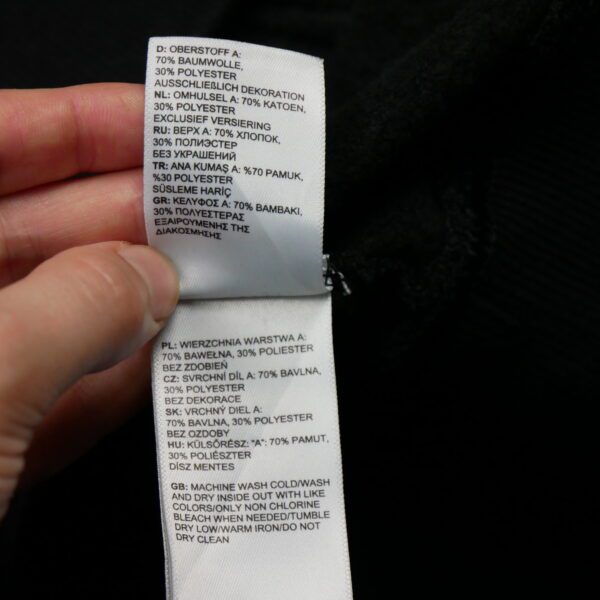 D: OBERSTOFF A:
70% BAUMWOLLE,
30% POLYESTER
AUSSCHLIEßLICH DEKORATION
NL: OMHULSEL A: 70% KATOEN,
30% POLYESTER
EXCLUSIEF VERSIERING
RU: ВЕРХ А: 70% ХЛОПОК,
30% ПОЛИЭСТЕР
БЕЗ УКРАШЕНИЙ
TR: ANA KUMAŞ A: %70 PAMUK,
%30 POLYESTER
SÜSLEME HARİÇ
GR: ΚΕΛΥΦΟΣ Α: 70% ΒΑΜΒΑΚΙ,
30% ΠΟΛΥΕΣΤΕΡΑΣ
ΕΞΑΙΡΟΥΜΕΝΗΣ ΤΗΣ
ΔΙΑΚΟΣΜΗΣΗΣ
PL: WIERZCHNIA WARSTWA A:
70% BAWEŁNA, 30% POLIESTER
BEZ ZDOBIEŃ
CZ: SVRCHNÍ DÍL A: 70% BAVLNA,
30% POLYESTER
BEZ DEKORACE
SK: VRCHNÝ DIEL A:
70% BAVLNA, 30% POLYESTER
BEZ OZDOBY
HU: KÜLSŐRÉSZ: "A": 70% PAMUT,
30% POLIÉSZTER
DÍSZ MENTES
GB: MACHINE WASH COLD/WASH
AND DRY INSIDE OUT WITH LIKE
COLORS/ONLY NON CHLORINE
BLEACH WHEN NEEDED/TUMBLE
DRY LOW/WARM IRON/DO NOT
DRY CLEAN